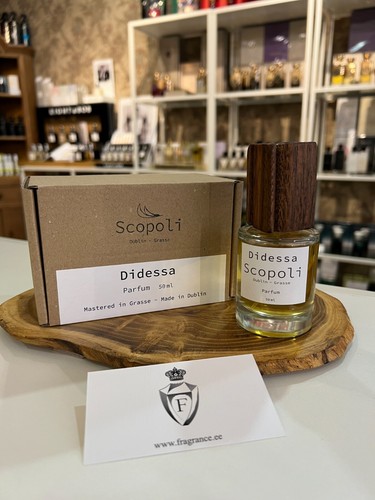 Scopoli
Dublin - Grasse
Didessa
Parfum 50ml
Mastered in Grasse - Made in Dublin
Didessa
Scopoli
Dublin - Grasse
Parfum
50ml
F
www.fragrance.ee